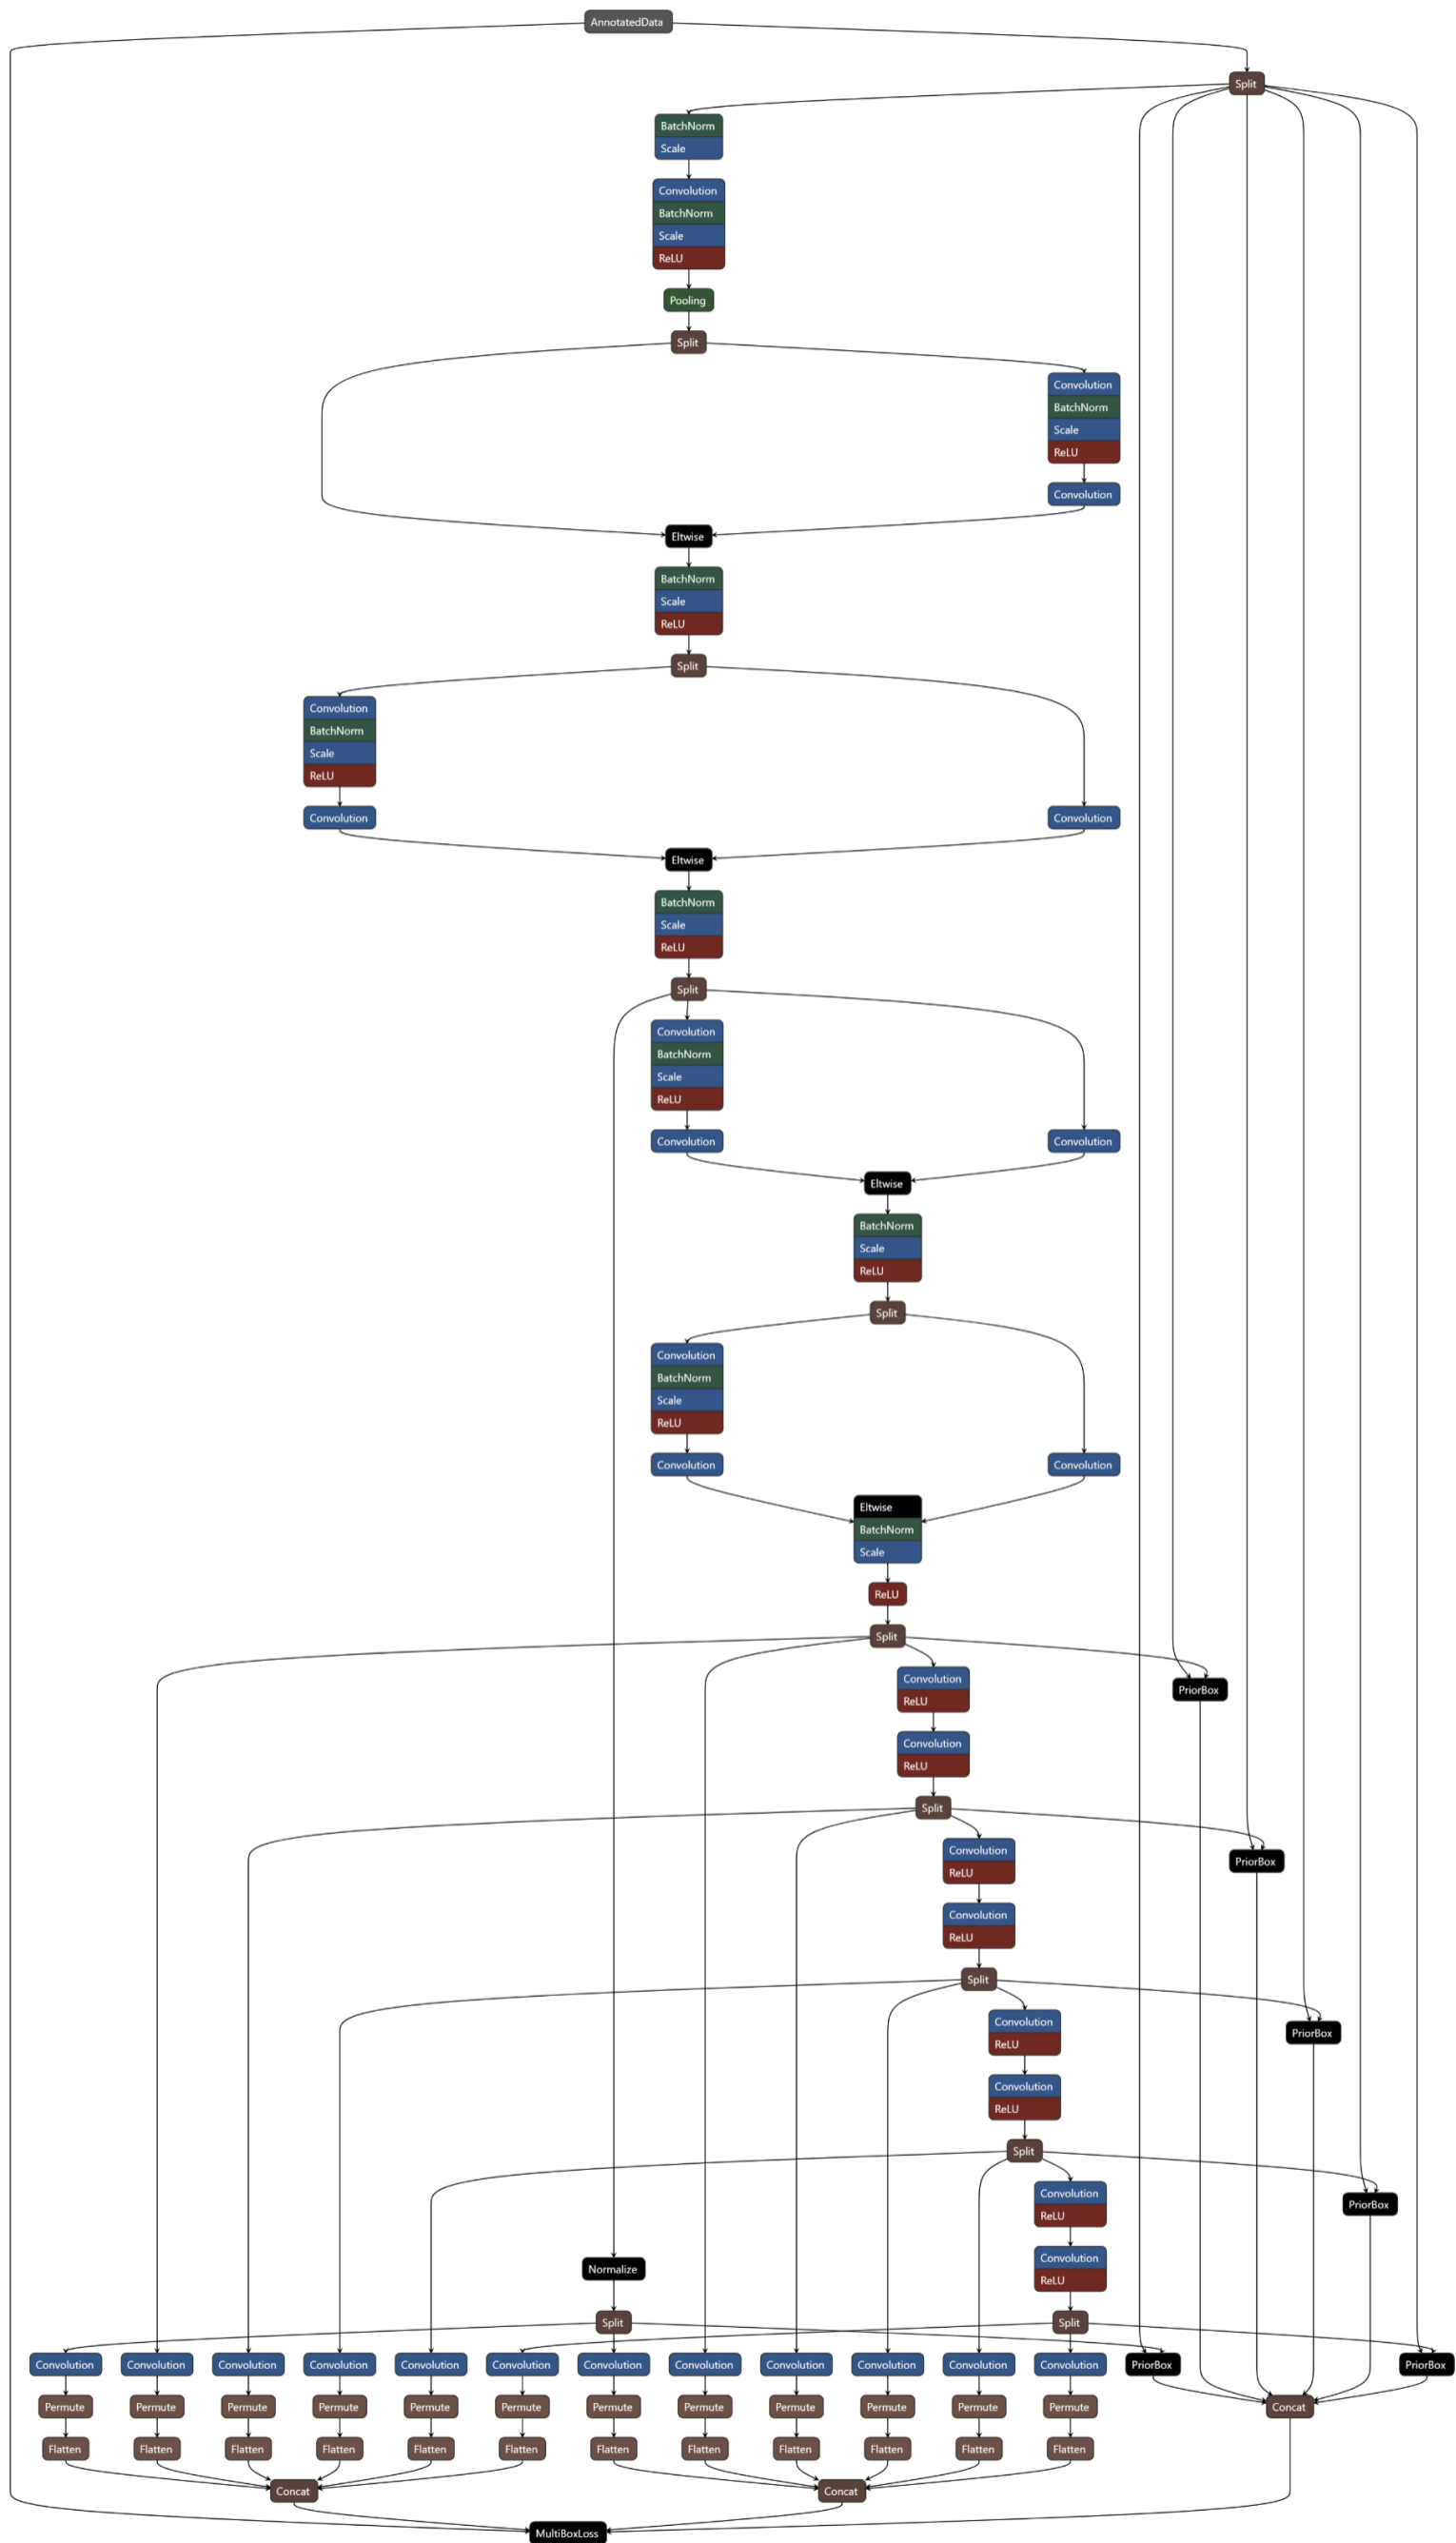 AnnotatedData
Split
BatchNorm
Scale
Convolution
BatchNorm
Scale
ReLU
Pooling
Split
Convolution
BatchNorm
Scale
ReLU
Convolution
Eltwise
BatchNorm
Scale
ReLU
Split
Convolution
BatchNorm
Scale
ReLU
Convolution Convolution
Eltwise
BatchNorm
Scale
ReLU
Split
Convolution
BatchNorm
Scale
ReLU
Convolution Convolution
Eltwise
BatchNorm
Scale
ReLU
Split
Convolution
BatchNorm
Scale
ReLU
Convolution Convolution
Eltwise
BatchNorm
Scale
ReLU
Split
Convolution
PriorBox
ReLU
Convolution
ReLU
Split
Convolution
PriorBox
ReLU
Convolution
ReLU
Split
Convolution
PriorBox
ReLU
Convolution
ReLU
Split
Convolution
PriorBox
ReLU
Convolution
Normalize
ReLU
Split Split
Convolution Convolution Convolution Convolution Convolution Convolution Convolution Convolution Convolution Convolution Convolution Convolution PriorBox PriorBox
Permute Permute Permute Permute Permute Permute Permute Permute Permute Permute Permute Permute Concat
Flatten Flatten Flatten Flatten Flatten Flatten Flatten Flatten Flatten Flatten Flatten Flatten
Concat Concat
MultiBoxLoss